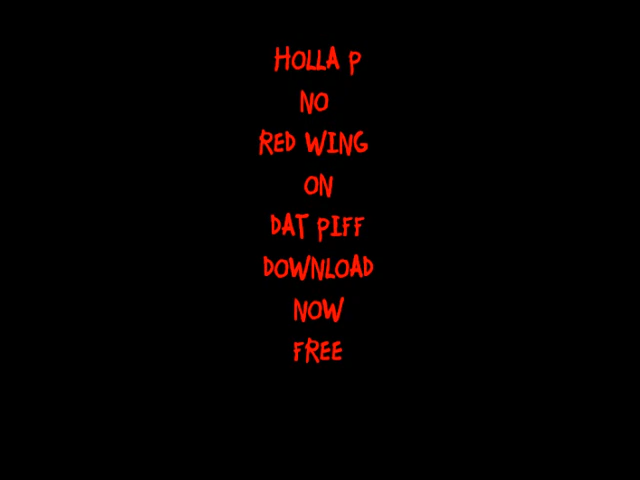 HOLLA P
NO
RED WING
ON
DAT PIFF
DOWNLOAD
NOW
FREE